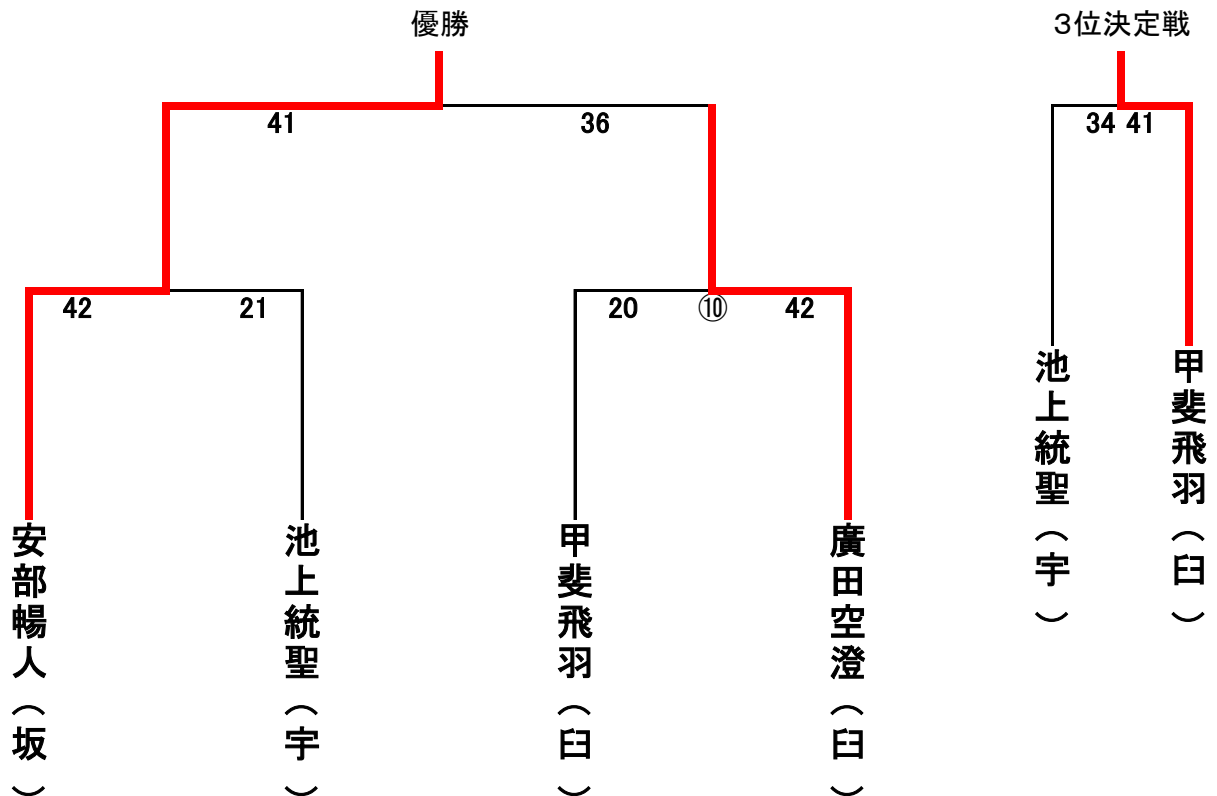 優勝
3位決定戦
41
36
34
41
42
21
20
⑩
42
安部暢人(坂)
池上統聖(宇)
甲斐飛羽(臼)
廣田空澄(臼)
池上統聖(宇)
甲斐飛羽(臼)